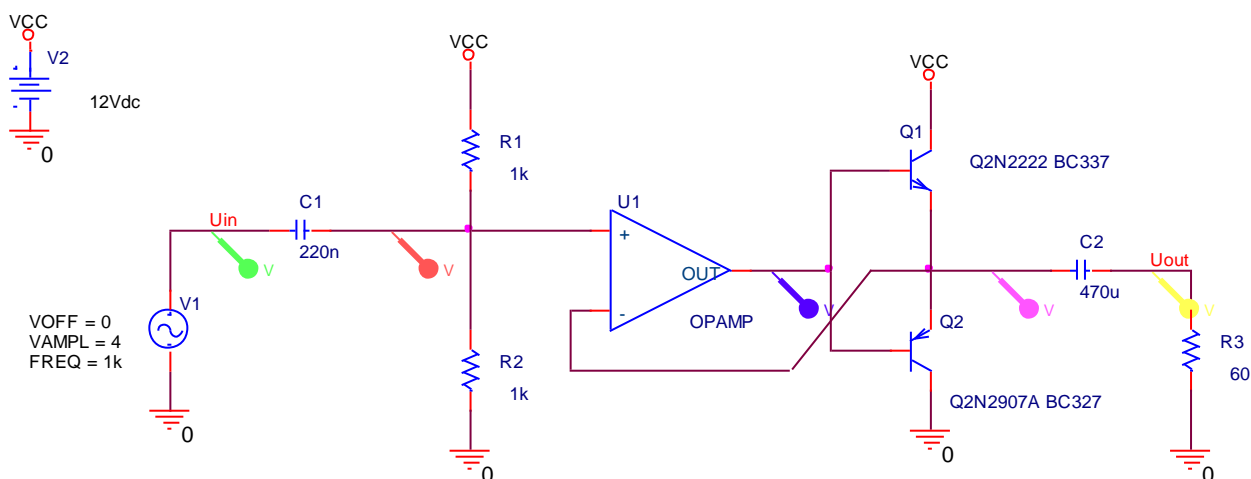 VCC
V2
12Vdc
0
VCC
R1
1k
C1
220n
Uin
V
V
V1
VOFF = 0
VAMPL = 4
FREQ = 1k
0
R2
1k
0
U1
+
-
OUT
OPAMP
V
VCC
Q1
Q2N2222 BC337
V
Q2
Q2N2907A BC327
0
C2
470u
Uout
V
R3
60
0